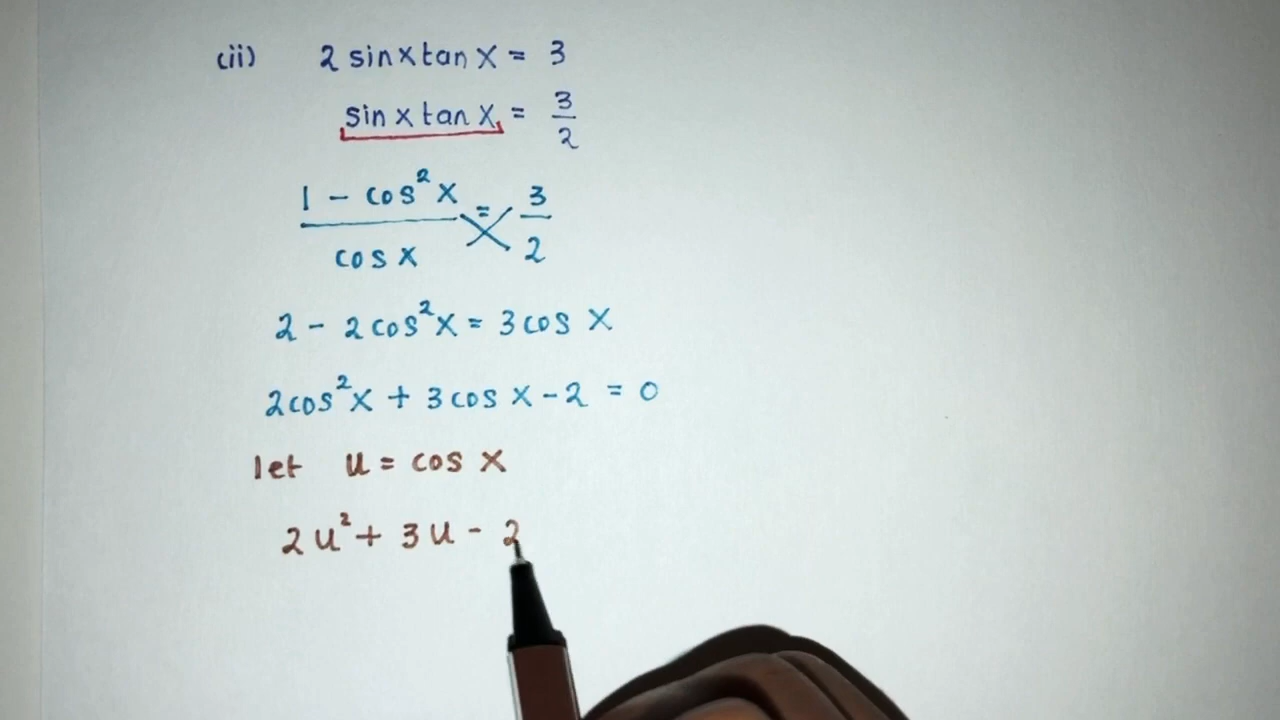 (ii) 2 sin x tan x = 3
sin x tan x = 3/2
1 - cos²x / cos x = 3/2
2 - 2cos²x = 3cos x
2cos²x + 3cos x - 2 = 0
let u = cos x
2u² + 3u - 2